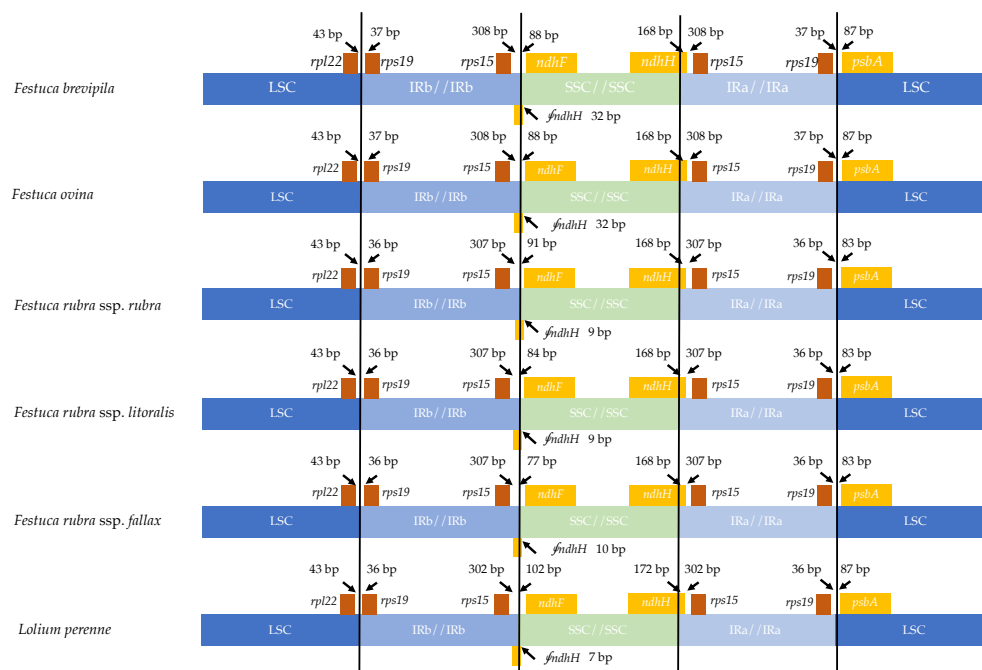 43 bp 37 bp 308 bp 88 bp 168 bp 308 bp 37 bp 87 bp
rpl22 rps19 rps15 ndhF ndhH rps15 rps19 psbA
Festuca brevipila LSC IRb//IRb SSC//SSC IRa//IRa LSC
ψndhH 32 bp
43 bp 37 bp 308 bp 88 bp 168 bp 308 bp 37 bp 87 bp
rpl22 rps19 rps15 ndhF ndhH rps15 rps19 psbA
Festuca ovina LSC IRb//IRb SSC//SSC IRa//IRa LSC
ψndhH 32 bp
43 bp 36 bp 307 bp 91 bp 168 bp 307 bp 36 bp 83 bp
rpl22 rps19 rps15 ndhF ndhH rps15 rps19 psbA
Festuca rubra ssp. rubra LSC IRb//IRb SSC//SSC IRa//IRa LSC
ψndhH 9 bp
43 bp 36 bp 307 bp 84 bp 168 bp 307 bp 36 bp 83 bp
rpl22 rps19 rps15 ndhF ndhH rps15 rps19 psbA
Festuca rubra ssp. litoralis LSC IRb//IRb SSC//SSC IRa//IRa LSC
ψndhH 9 bp
43 bp 36 bp 307 bp 77 bp 168 bp 307 bp 36 bp 83 bp
rpl22 rps19 rps15 ndhF ndhH rps15 rps19 psbA
Festuca rubra ssp. fallax LSC IRb//IRb SSC//SSC IRa//IRa LSC
ψndhH 10 bp
43 bp 36 bp 302 bp 102 bp 172 bp 302 bp 36 bp 87 bp
rpl22 rps19 rps15 ndhF ndhH rps15 rps19 psbA
Lolium perenne LSC IRb//IRb SSC//SSC IRa//IRa LSC
ψndhH 7 bp